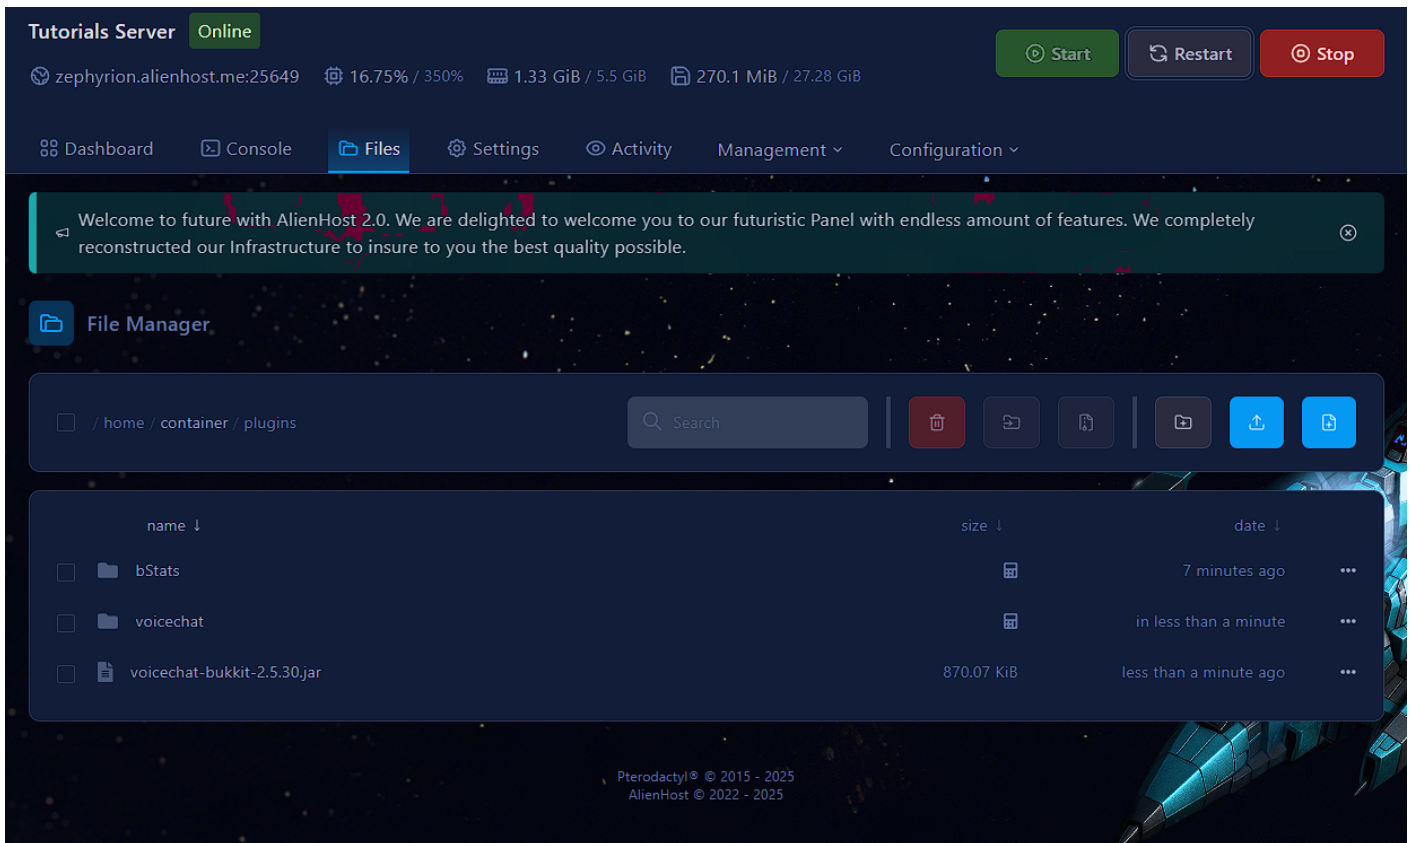 Tutorials Server Online
Start Restart Stop
zephyrion.alienhost.me:25649 16.75% / 350% 1.33 GiB / 5.5 GiB 270.1 MiB / 27.28 GiB
Dashboard Console Files Settings Activity Management Configuration
Welcome to future with AlienHost 2.0. We are delighted to welcome you to our futuristic Panel with endless amount of features. We completely
reconstructed our Infrastructure to insure to you the best quality possible.
File Manager
/ home / container / plugins Search
name ↓ size ↓ date ↓
bStats 7 minutes ago
voicechat in less than a minute
voicechat-bukkit-2.5.30.jar 870.07 KiB less than a minute ago
Pterodactyl® © 2015 - 2025
AlienHost © 2022 - 2025